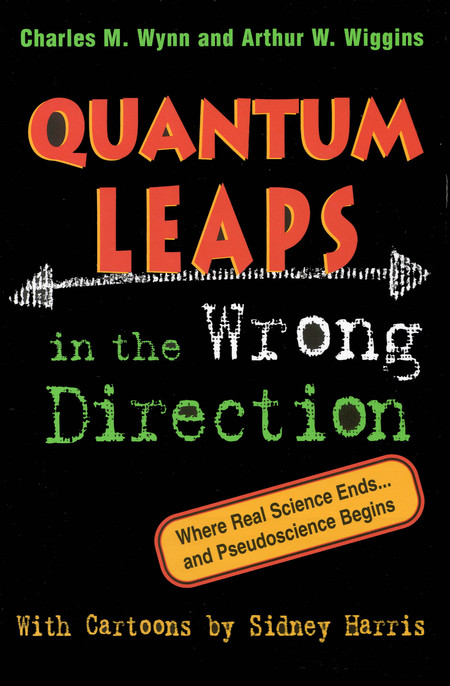 Charles M. Wynn and Arthur W. Wiggins
QUANTUM
LEAPS
in the Wrong
Direction
Where Real Science Ends...
and Pseudoscience Begins
With Cartoons by Sidney Harris